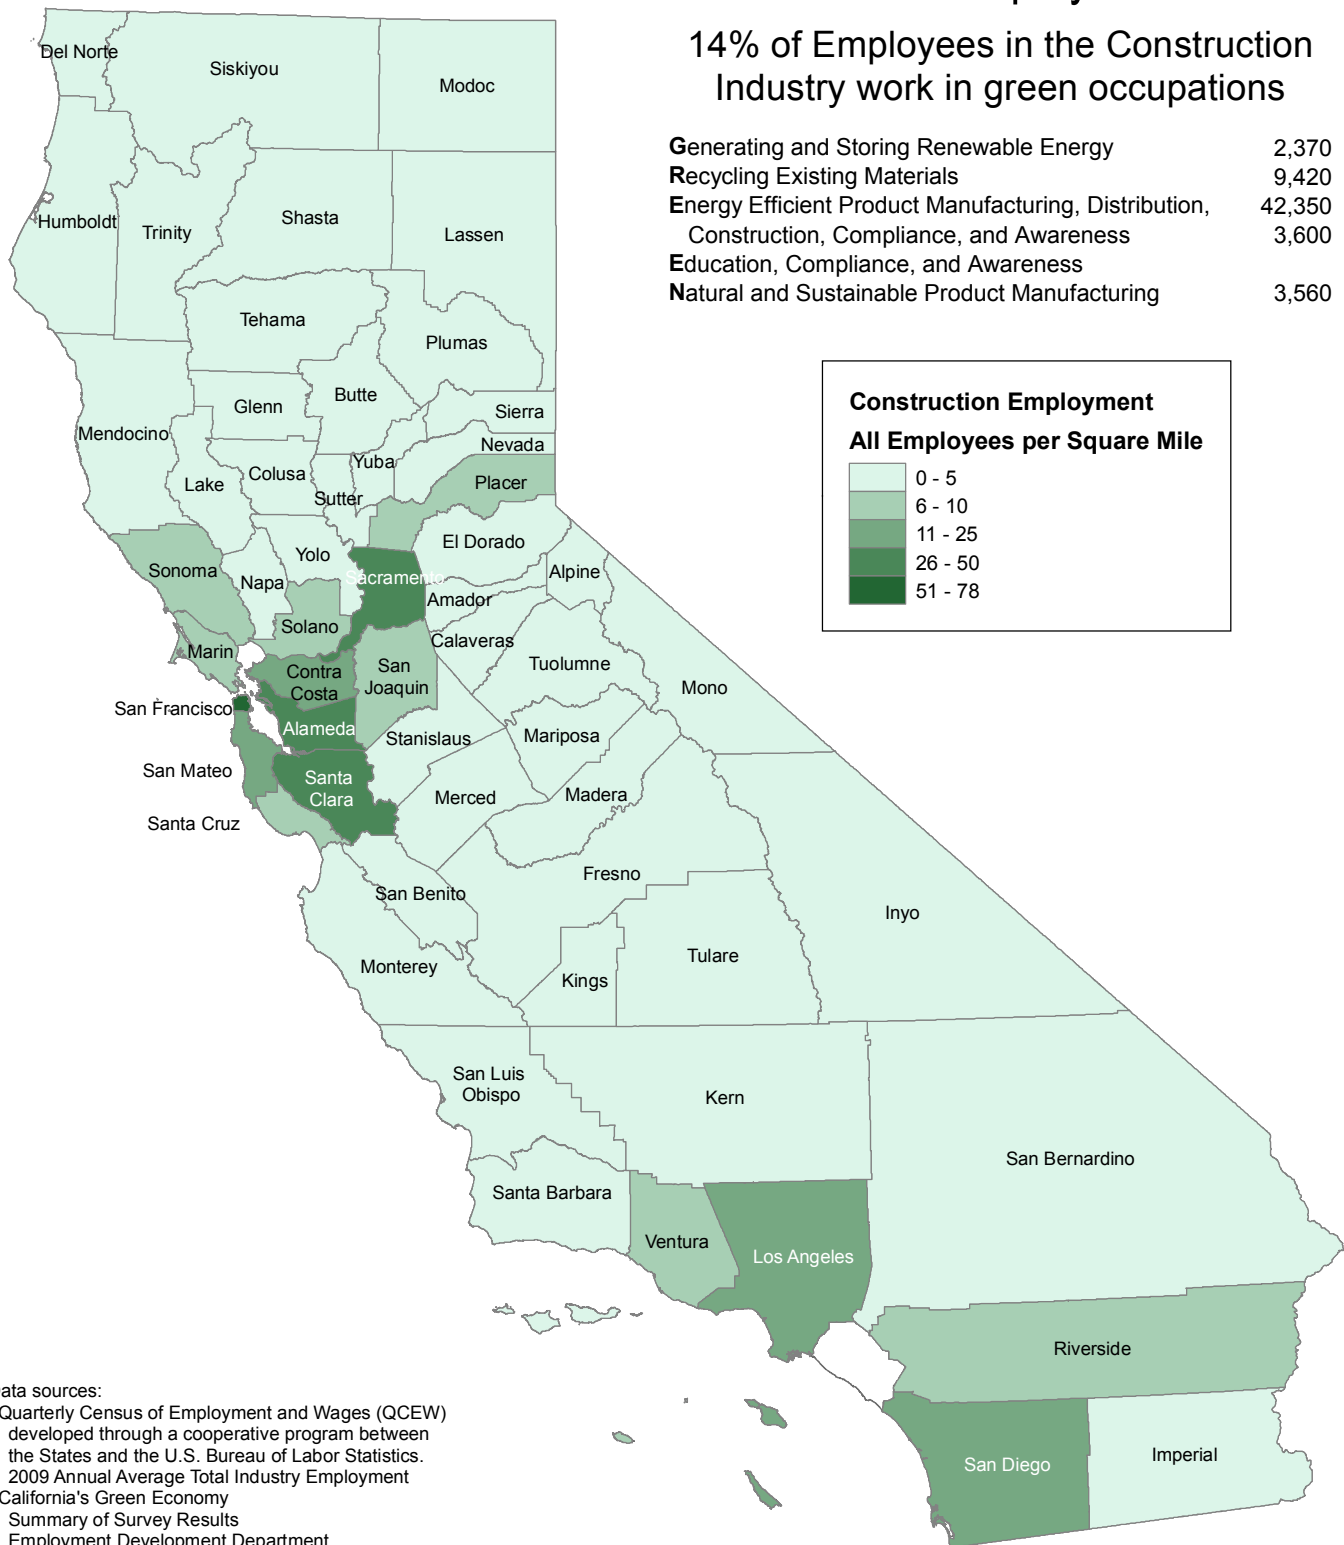 14% of Employees in the Construction
Industry work in green occupations
Generating and Storing Renewable Energy 2,370
Recycling Existing Materials 9,420
Energy Efficient Product Manufacturing, Distribution, 42,350
Construction, Compliance, and Awareness 3,600
Education, Compliance, and Awareness
Natural and Sustainable Product Manufacturing 3,560
Construction Employment
All Employees per Square Mile
0 - 5
6 - 10
11 - 25
26 - 50
51 - 78
Del Norte
Siskiyou
Modoc
Humboldt
Trinity
Shasta
Lassen
Tehama
Plumas
Mendocino
Glenn
Butte
Sierra
Nevada
Lake
Colusa
Sutter
Yuba
Placer
Sonoma
Napa
Yolo
Sacramento
El Dorado
Alpine
Amador
Marin
Solano
Calaveras
Contra
Costa
San
Joaquin
Tuolumne
Mono
San Francisco
Alameda
Stanislaus
Mariposa
San Mateo
Santa
Clara
Merced
Madera
Santa Cruz
San Benito
Fresno
Inyo
Monterey
Kings
Tulare
San Luis
Obispo
Kern
San Bernardino
Santa Barbara
Ventura
Los Angeles
Riverside
San Diego
Imperial
ata sources:
Quarterly Census of Employment and Wages (QCEW)
developed through a cooperative program between
the States and the U.S. Bureau of Labor Statistics.
2009 Annual Average Total Industry Employment
California's Green Economy
Summary of Survey Results
Employment Development Department